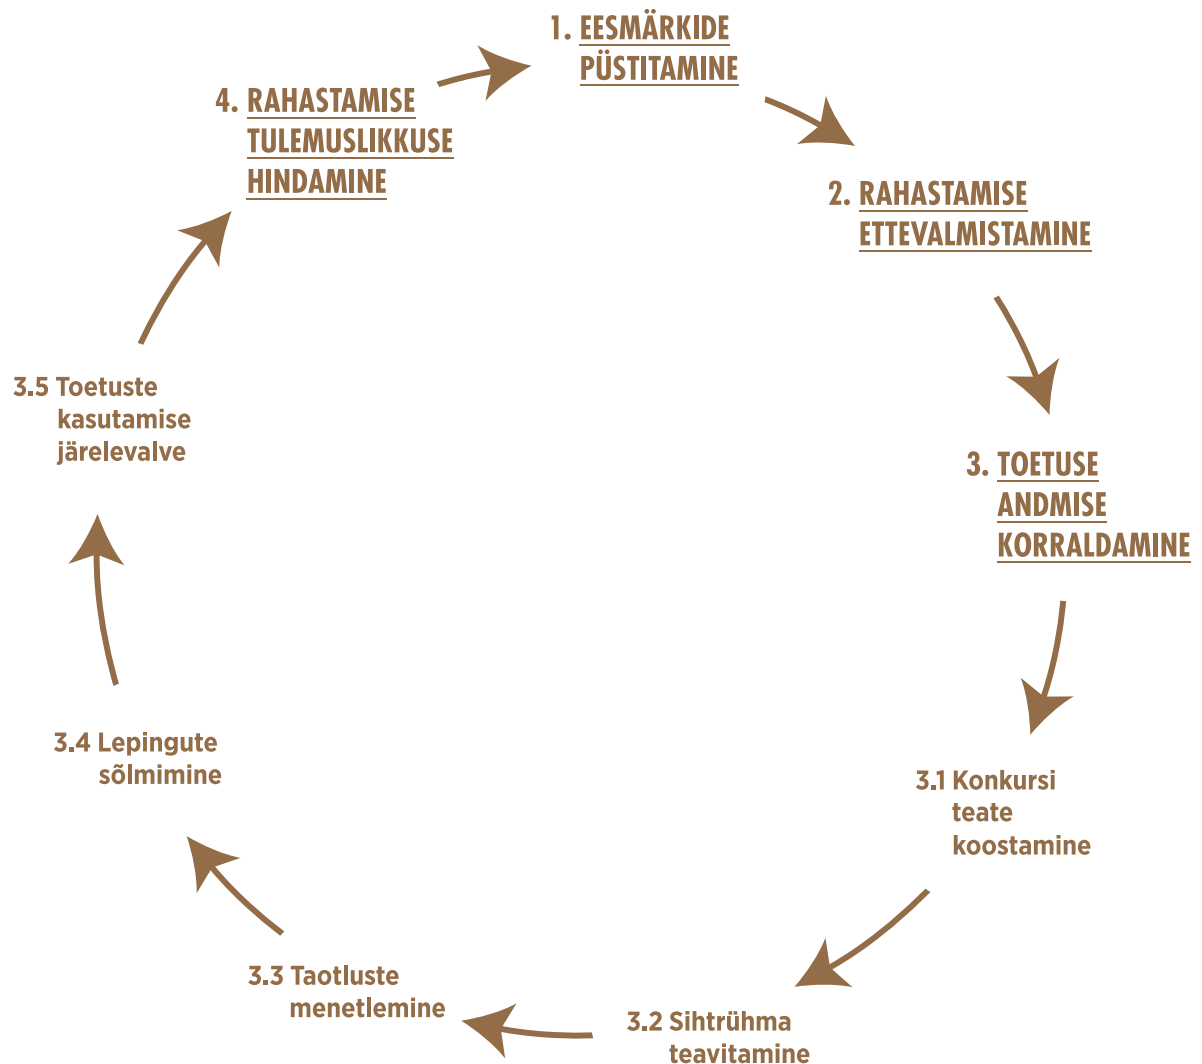 1. EESMÄRKIDE
PÜSTITAMINE
2. RAHASTAMISE
ETTEVALMISTAMINE
3. TOETUSE
ANDMISE
KORRALDAMINE
3.1 Konkursi
teate
koostamine
3.2 Sihtrühma
teavitamine
3.3 Taotluste
menetlemine
3.4 Lepingute
sõlmimine
3.5 Toetuste
kasutamise
järelevalve
4. RAHASTAMISE
TULEMUSLIKKUSE
HINDAMINE